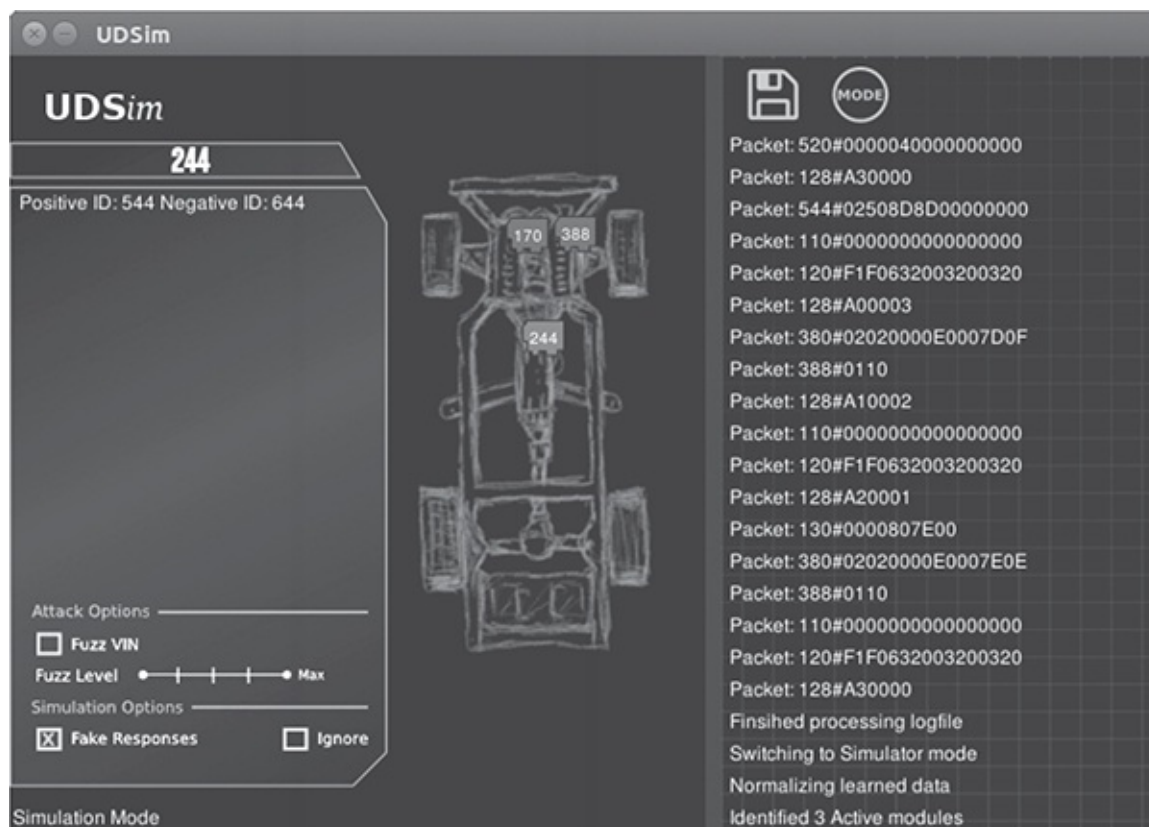 UDSim
UDSim
244
Positive ID: 544 Negative ID: 644
Attack Options
Fuzz VIN
Fuzz Level Max
Simulation Options
X Fake Responses Ignore
Simulation Mode
170 388
244
MODE
Packet: 520#0000040000000000
Packet: 128#A30000
Packet: 544#02508D8D00000000
Packet: 110#0000000000000000
Packet: 120#F1F0632003200320
Packet: 128#A00003
Packet: 380#02020000E0007D0F
Packet: 388#0110
Packet: 128#A10002
Packet: 110#0000000000000000
Packet: 120#F1F0632003200320
Packet: 128#A20001
Packet: 130#0000807E00
Packet: 380#02020000E0007E0E
Packet: 388#0110
Packet: 110#0000000000000000
Packet: 120#F1F0632003200320
Packet: 128#A30000
Finsihed processing logfile
Switching to Simulator mode
Normalizing learned data
Identified 3 Active modules